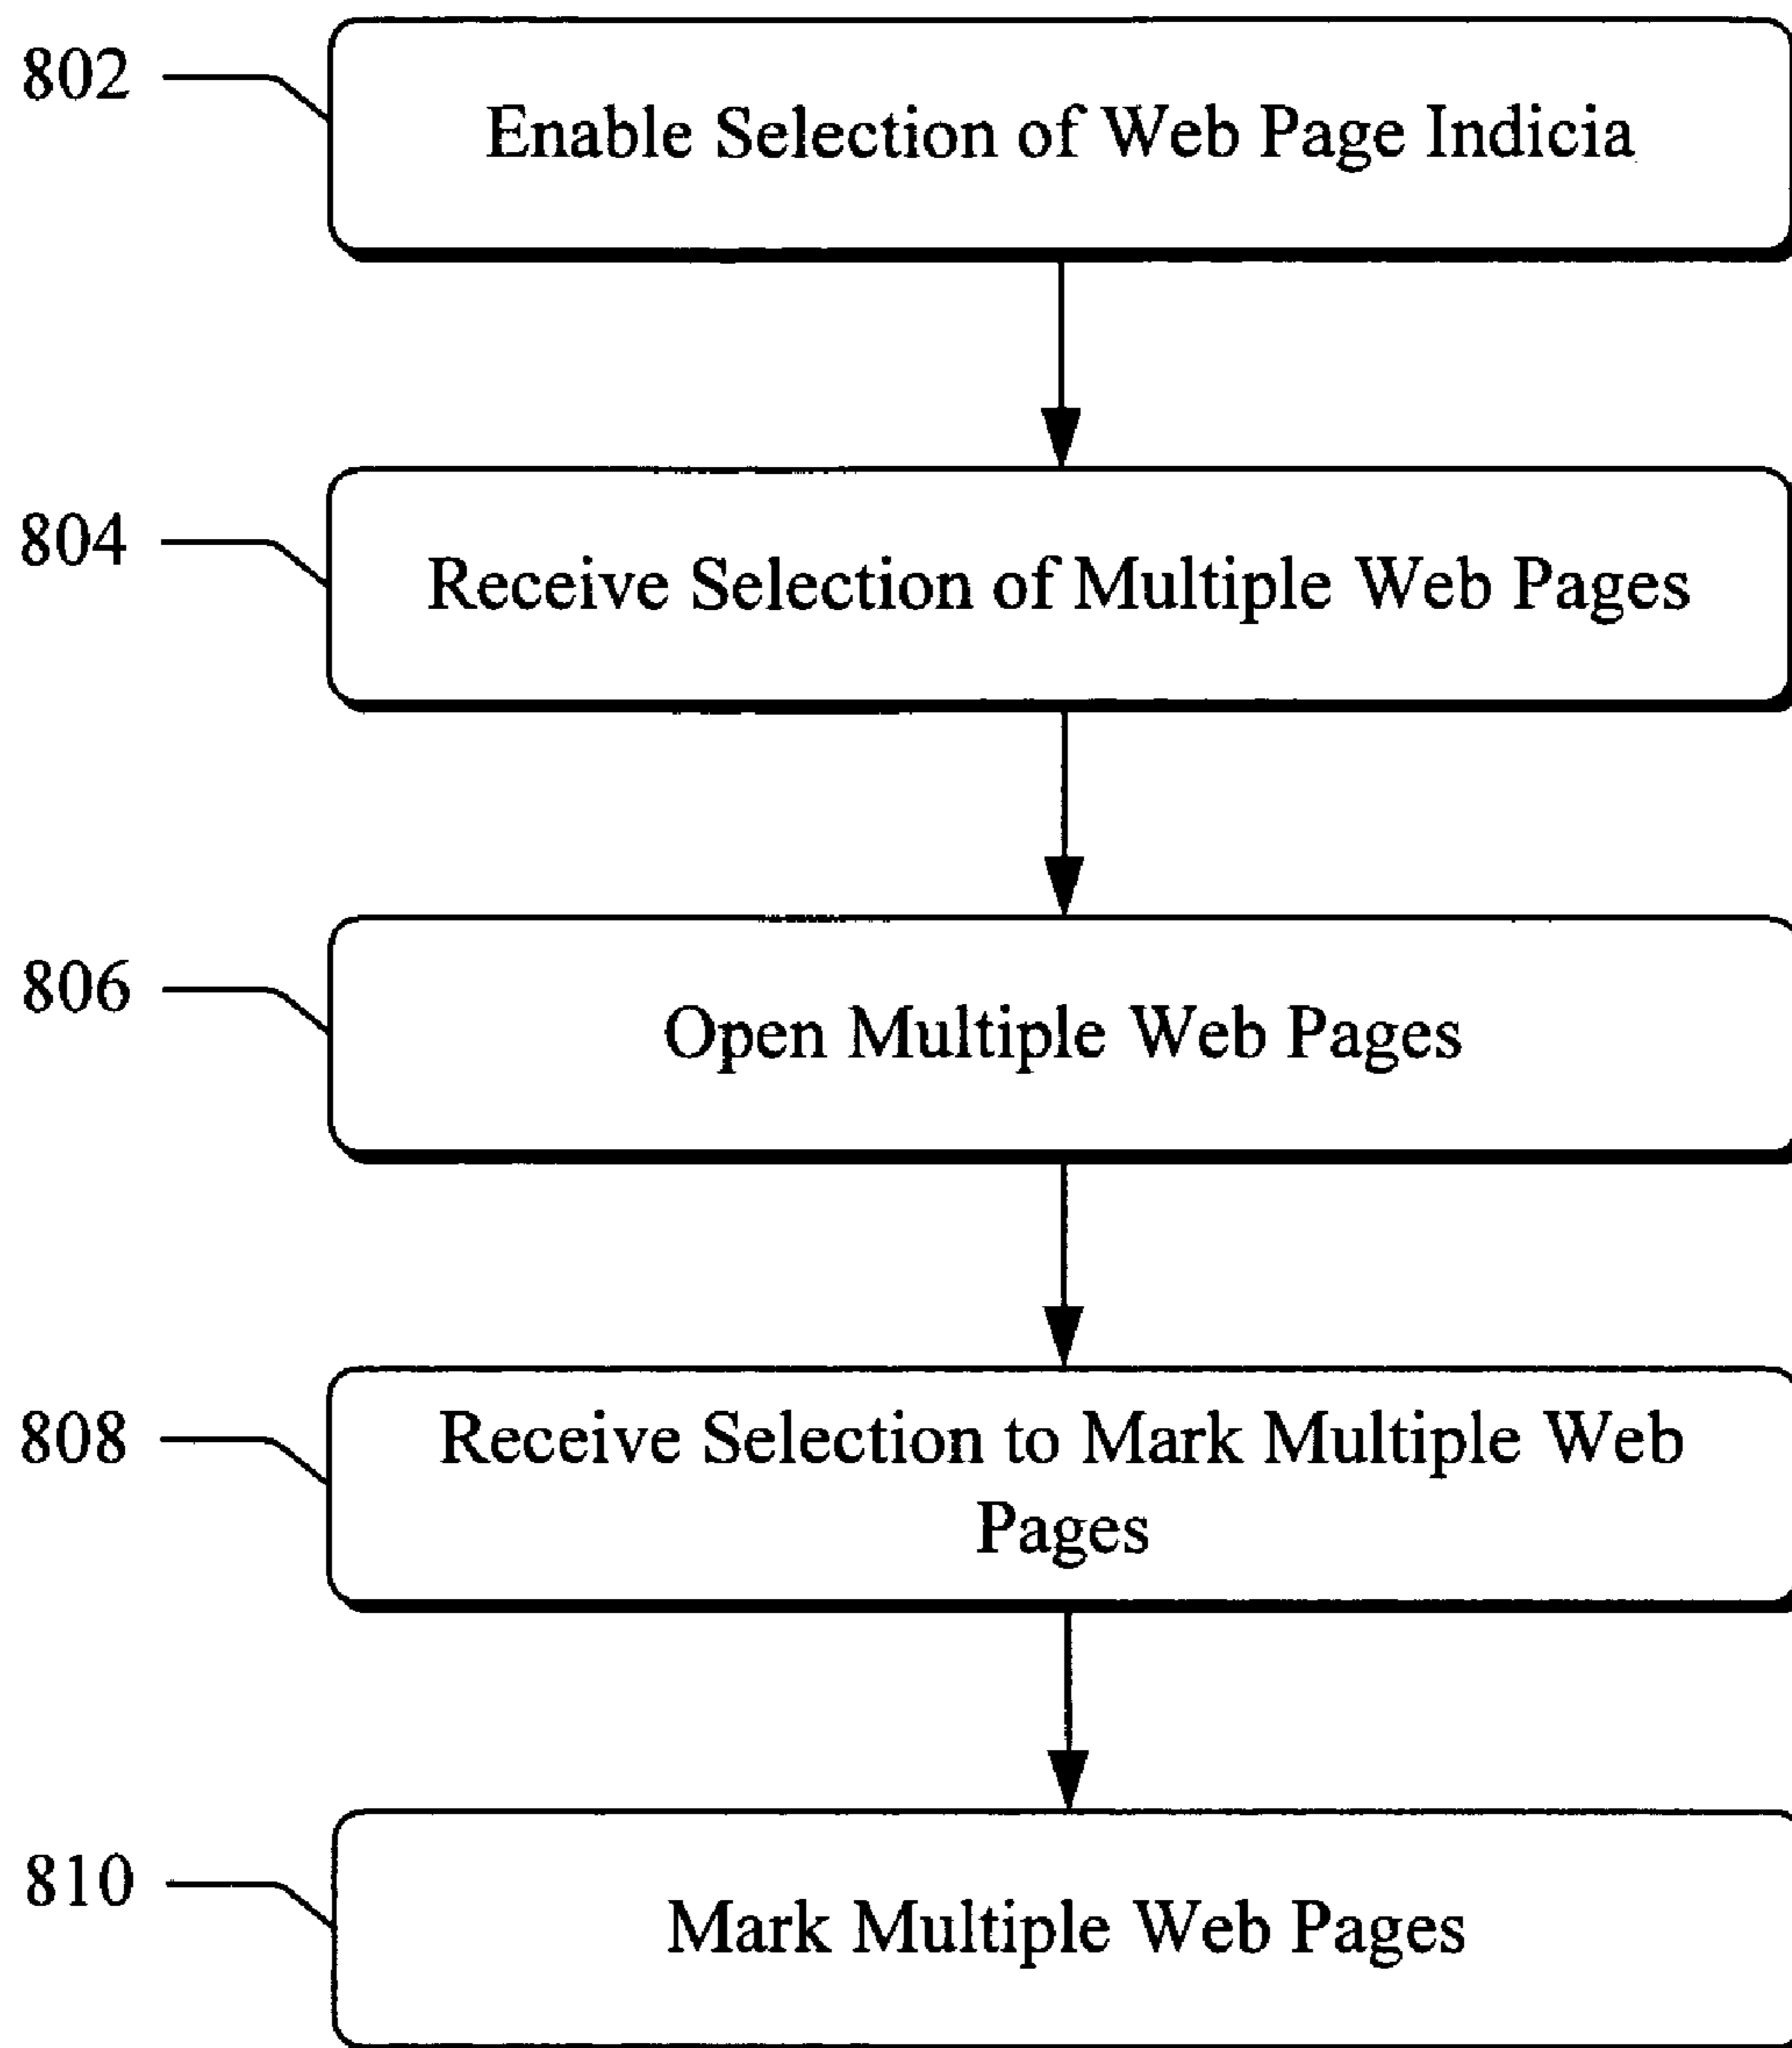 802
Enable Selection of Web Page Indicia
804
Receive Selection of Multiple Web Pages
806
Open Multiple Web Pages
808
Receive Selection to Mark Multiple Web
Pages
810
Mark Multiple Web Pages